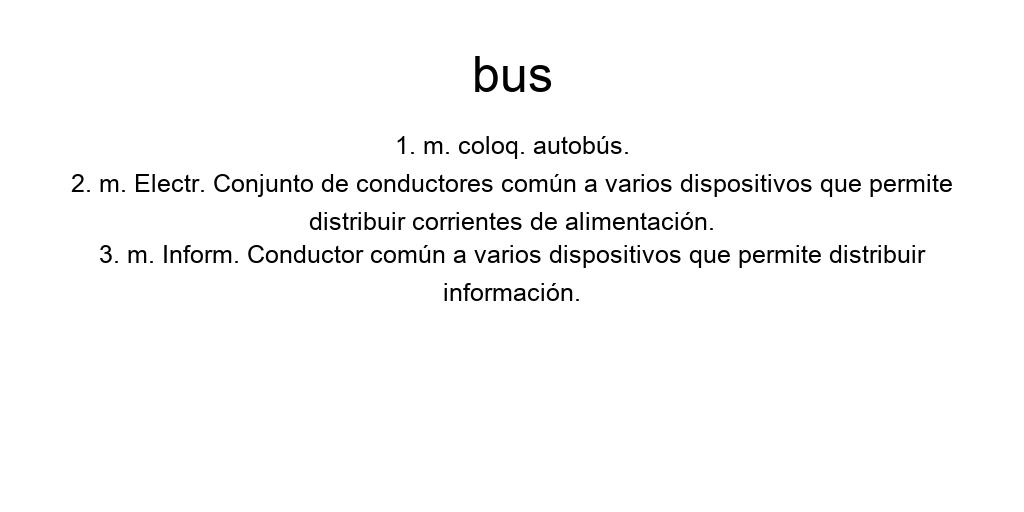 bus
1. m. coloq. autobús.
2. m. Electr. Conjunto de conductores común a varios dispositivos que permite
distribuir corrientes de alimentación.
3. m. Inform. Conductor común a varios dispositivos que permite distribuir
información.